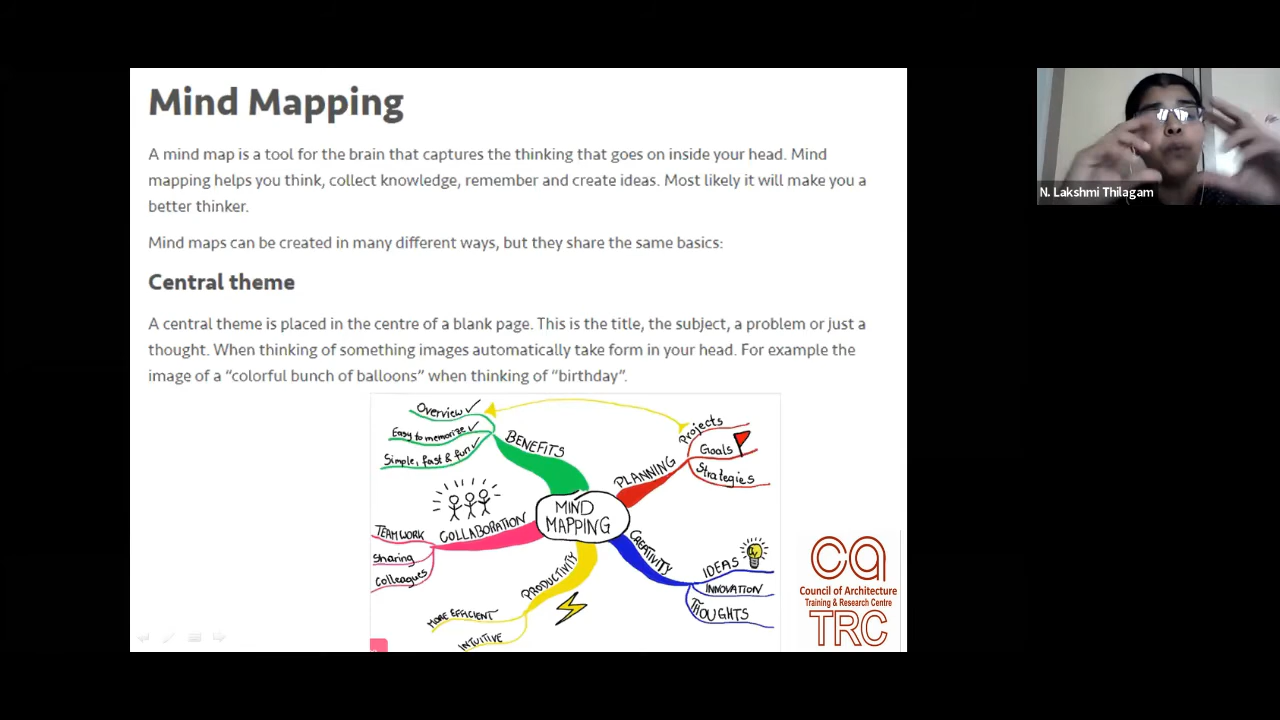 Mind Mapping
A mind map is a tool for the brain that captures the thinking that goes on inside your head. Mind
mapping helps you think, collect knowledge, remember and create ideas. Most likely it will make you a
better thinker.
Mind maps can be created in many different ways, but they share the same basics:
Central theme
A central theme is placed in the centre of a blank page. This is the title, the subject, a problem or just a
thought. When thinking of something images automatically take form in your head. For example the
image of a “colorful bunch of balloons” when thinking of “birthday”.
Overview
Easy to memorize
Simple, fast & fun
BENEFITS
PLANNING
Projects
Goals
Strategies
COLLABORATION
TEAMWORK
Sharing
Colleagues
MIND
MAPPING
CREATIVITY
IDEAS
INNOVATION
THOUGHTS
PRODUCTIVITY
MORE EFFICIENT
INTUITIVE
ca
Council of Architecture
Training & Research Centre
TRC
N. Lakshmi Thilagam